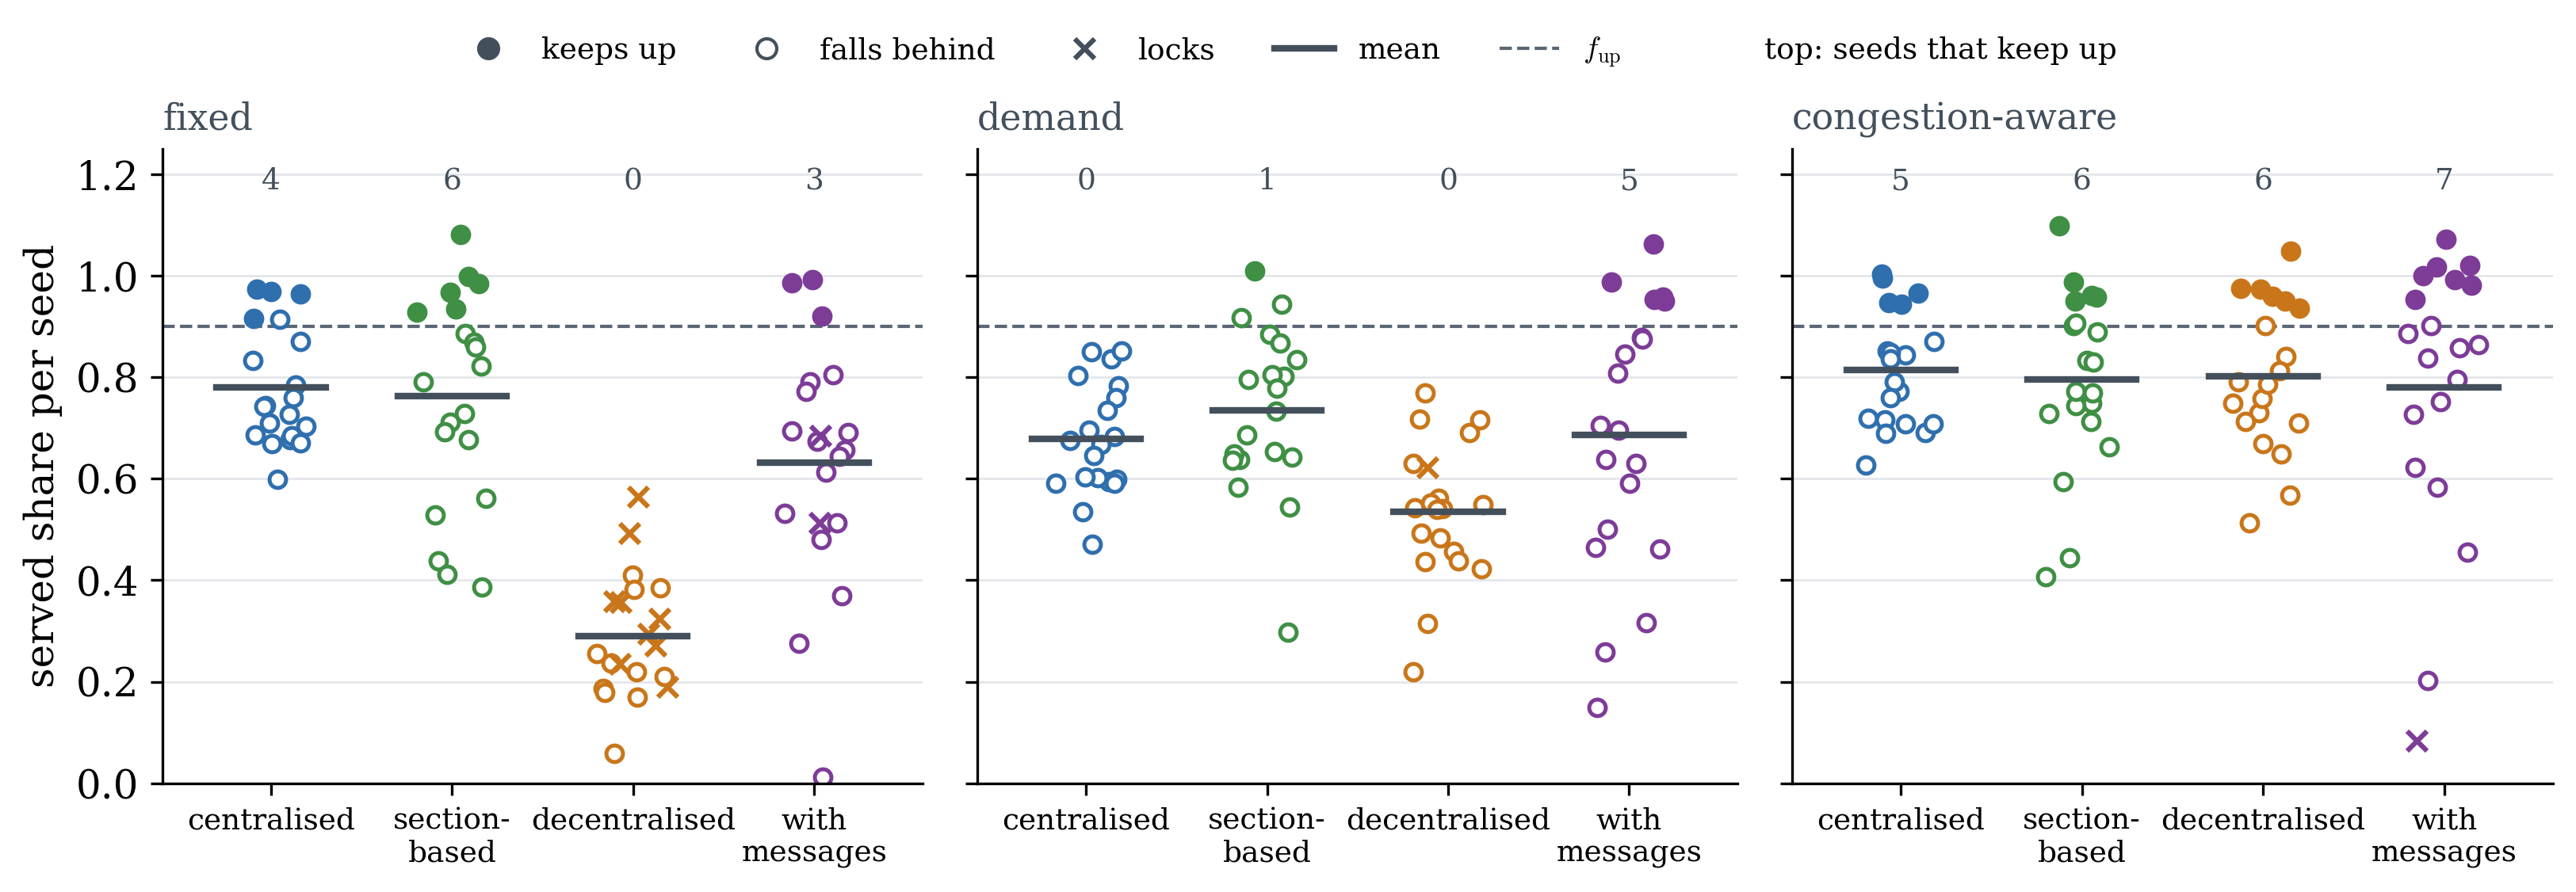 keeps up falls behind locks mean f_up top: seeds that keep up
fixed demand congestion-aware
served share per seed
1.2
1.0
0.8
0.6
0.4
0.2
0.0
4 6 0 3
0 1 0 5
5 6 6 7
centralised section-based decentralised with messages
centralised section-based decentralised with messages
centralised section-based decentralised with messages